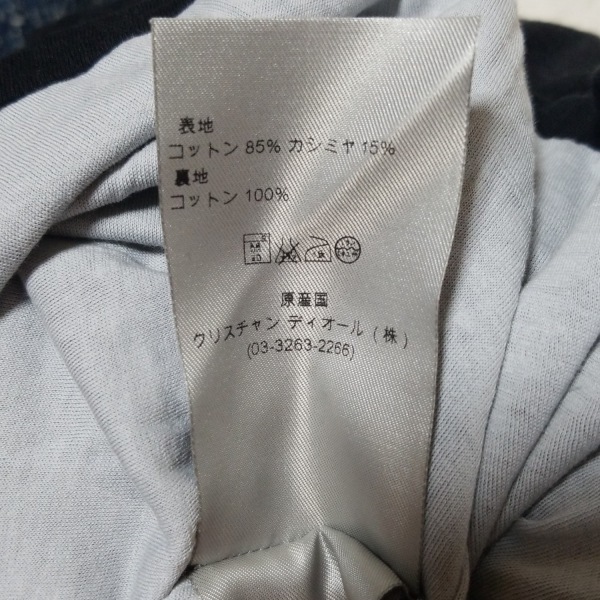 表地
コットン 85% カシミヤ 15%
裏地
コットン 100%
原産国
クリスチャン ディオール (株)
(03-3263-2266)